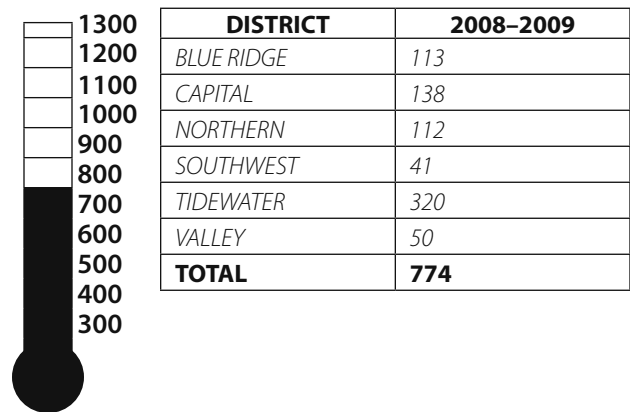 1300
1200
1100
1000
900
800
700
600
500
400
300
DISTRICT 2008–2009
BLUE RIDGE 113
CAPITAL 138
NORTHERN 112
SOUTHWEST 41
TIDEWATER 320
VALLEY 50
TOTAL 774